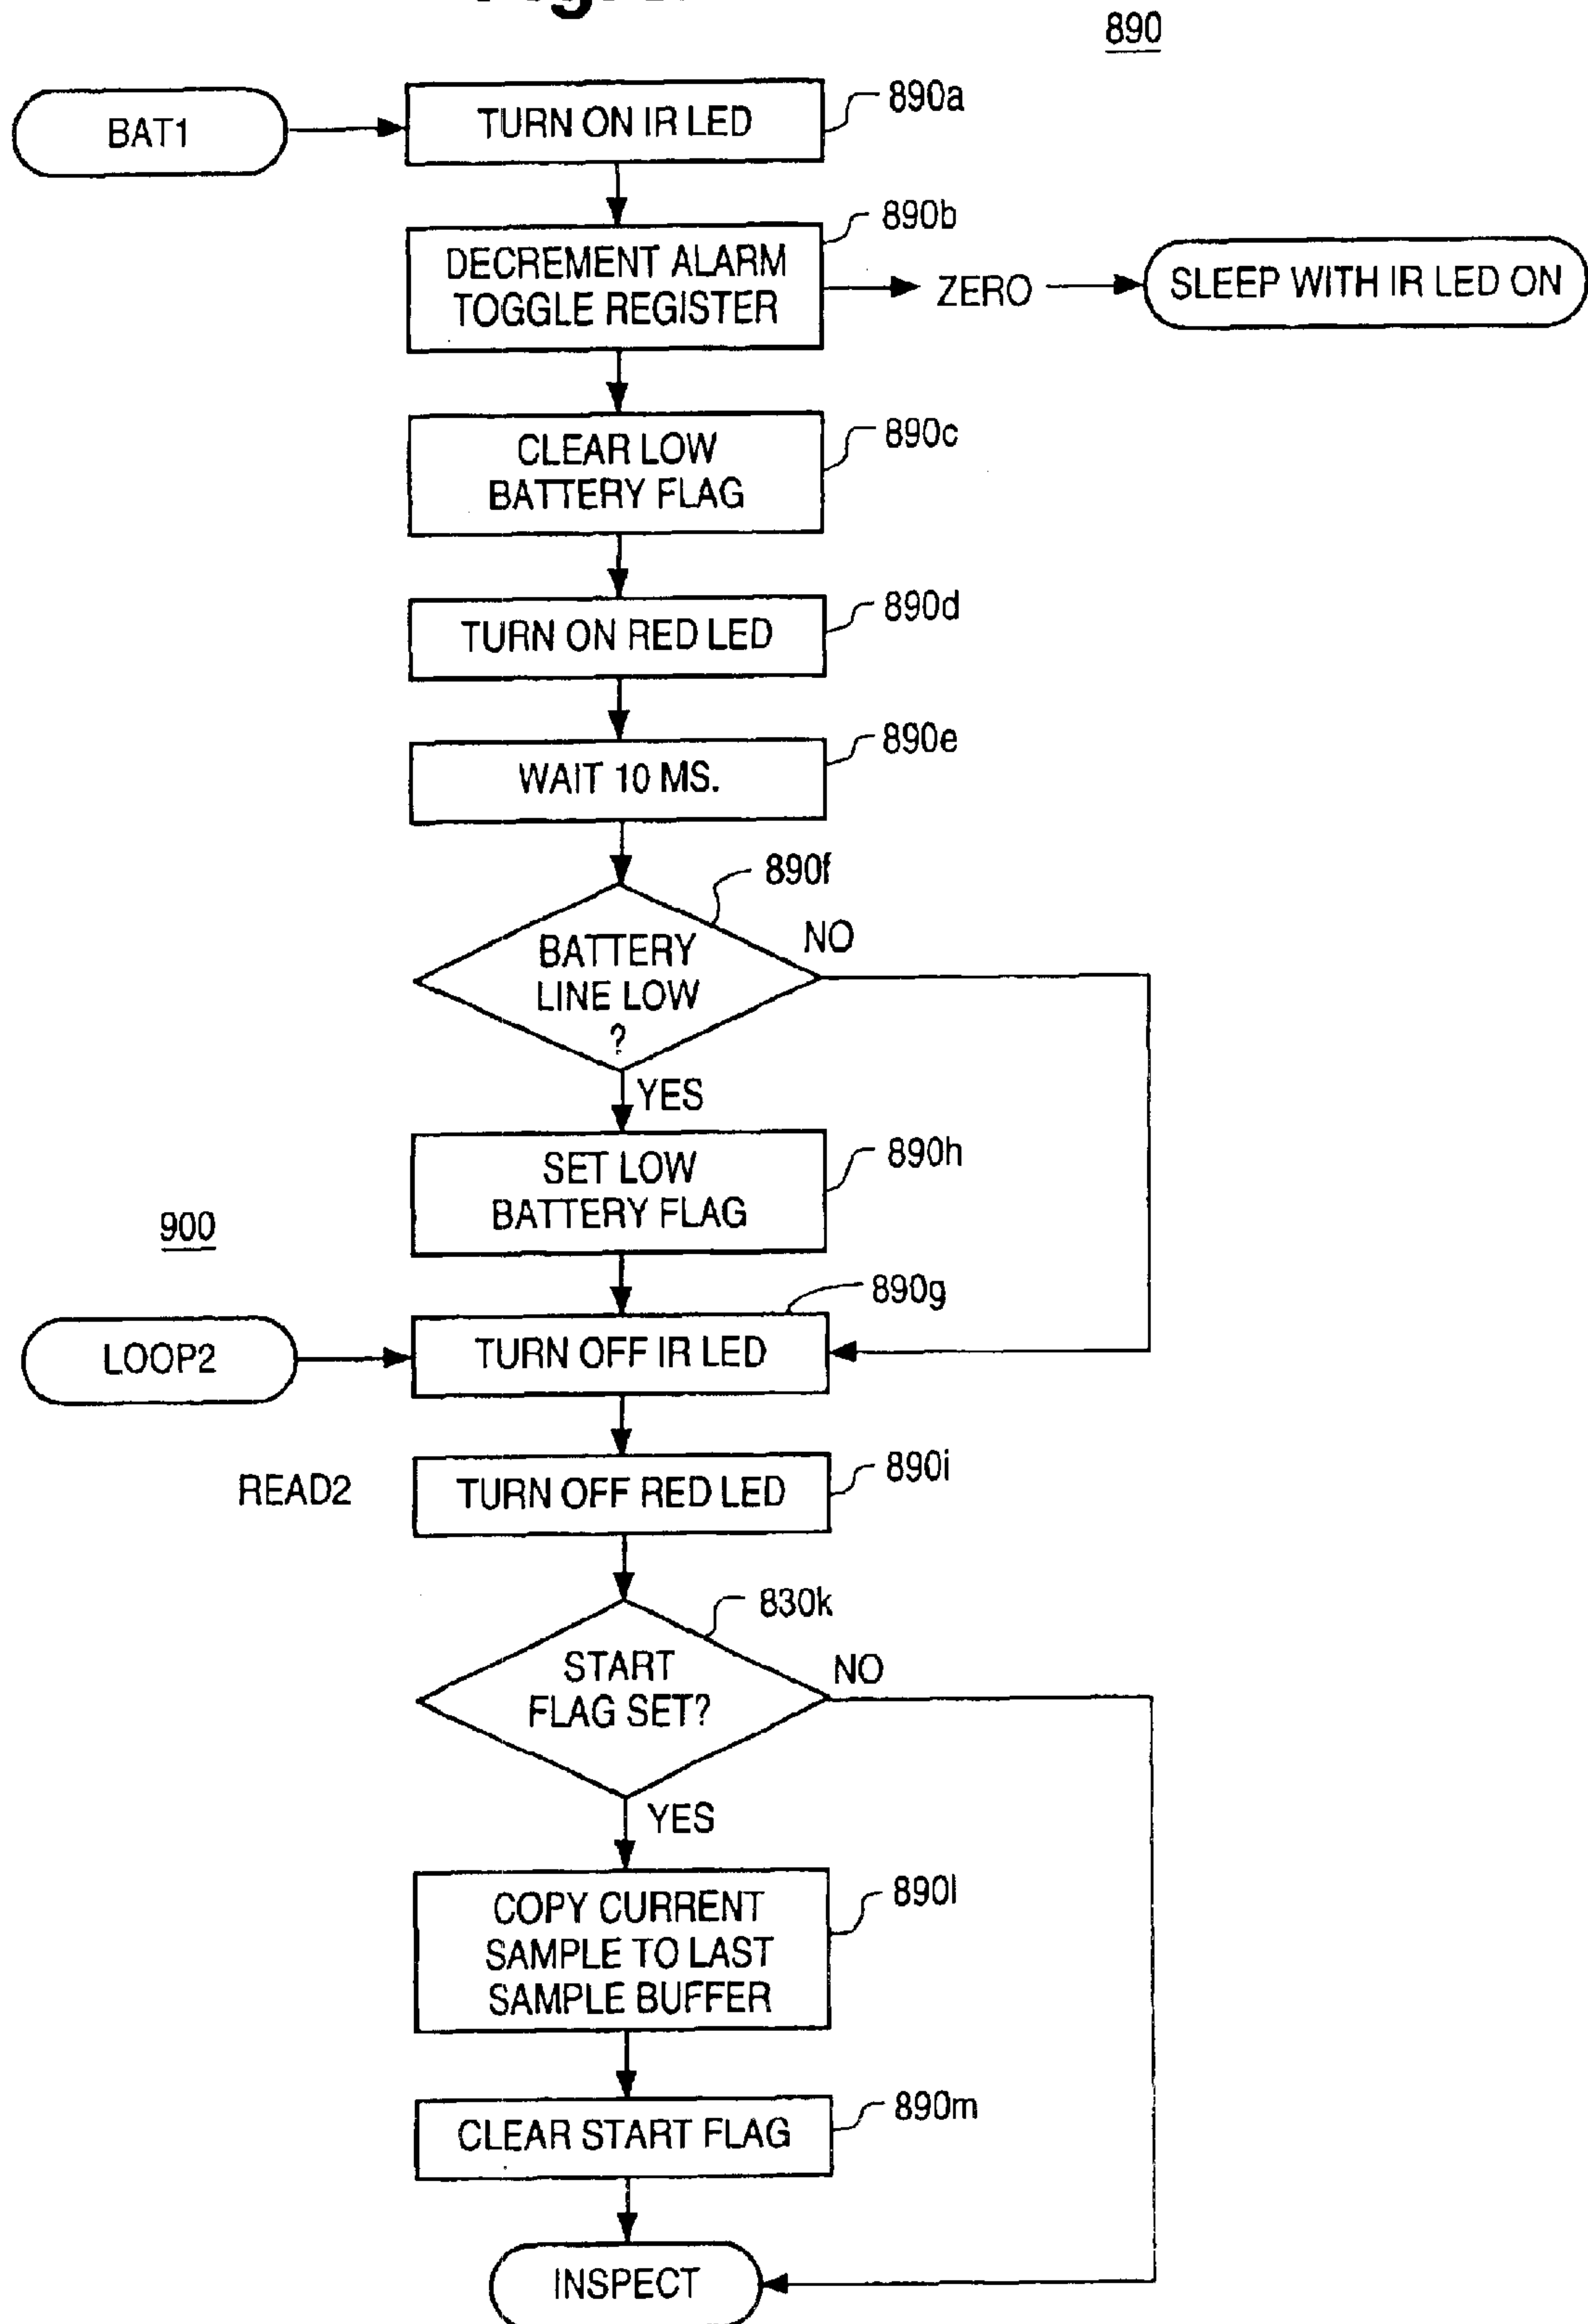 890
BAT1
TURN ON IR LED
890a
DECREMENT ALARM
TOGGLE REGISTER
890b
ZERO
SLEEP WITH IR LED ON
CLEAR LOW
BATTERY FLAG
890c
TURN ON RED LED
890d
WAIT 10 MS.
890e
890f
BATTERY
LINE LOW
?
NO
YES
SET LOW
BATTERY FLAG
890h
900
890g
LOOP2
TURN OFF IR LED
READ2
TURN OFF RED LED
890i
830k
START
FLAG SET?
NO
YES
COPY CURRENT
SAMPLE TO LAST
SAMPLE BUFFER
890l
CLEAR START FLAG
890m
INSPECT